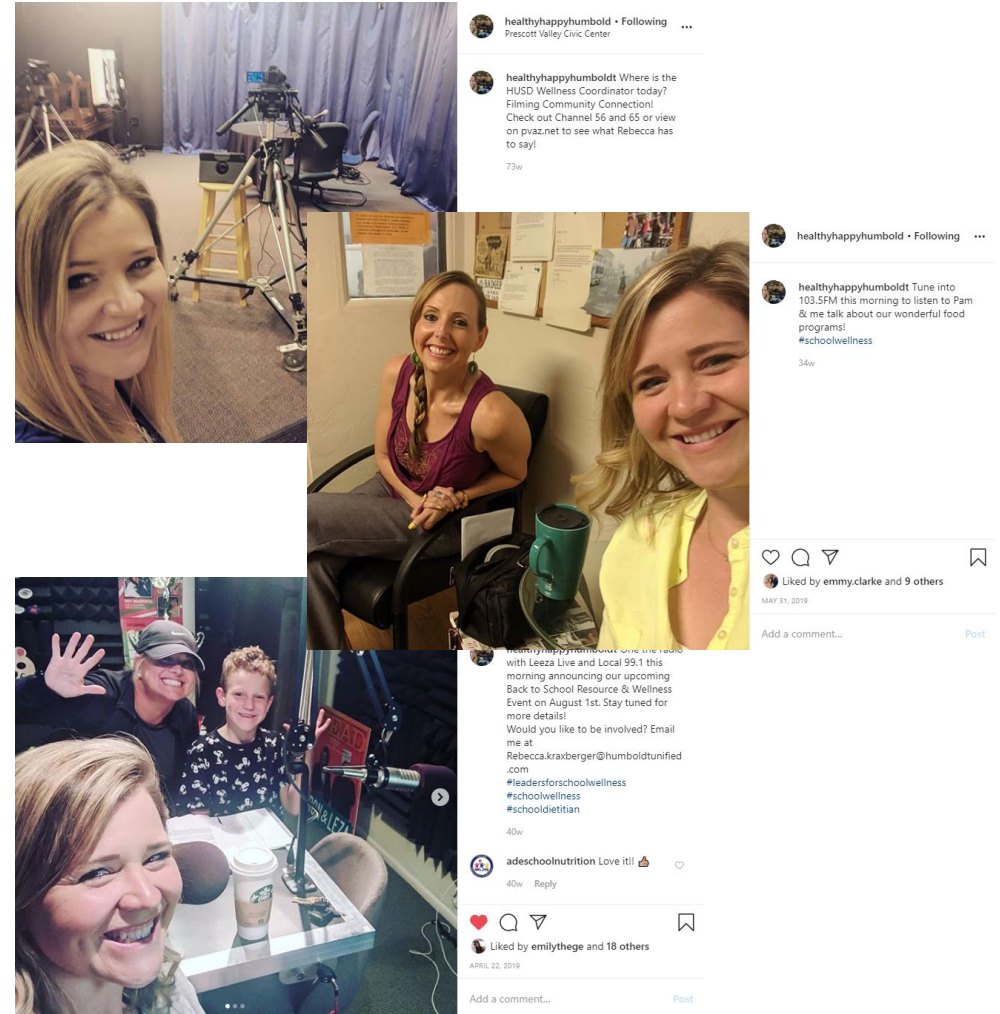 healthyhappyhumbold • Following
Prescott Valley Civic Center
healthyhappyhumboldt Where is the
HUSD Wellness Coordinator today?
Filming Community Connection!
Check out Channel 56 and 65 or view
on pvaz.net to see what Rebecca has
to say!
73w
healthyhappyhumbold • Following
healthyhappyhumboldt Tune into
103.5FM this morning to listen to Pam
& me talk about our wonderful food
programs!
#schoolwellness
34w
Liked by emmy.clarke and 9 others
MAY 31, 2019
Add a comment... Post
healthyhappyhumboldt One the radio
with Leeza Live and Local 99.1 this
morning announcing our upcoming
Back to School Resource & Wellness
Event on August 1st. Stay tuned for
more details!
Would you like to be involved? Email
me at
Rebecca.kraxberger@humboldtunified
.com
#leadersforschoolwellness
#schoolwellness
#schooldietitian
40w
adeschoolnutrition Love it!! 👍🏽
40w Reply
Liked by emilythege and 18 others
APRIL 22, 2019
Add a comment... Post
BAD
& LEZA